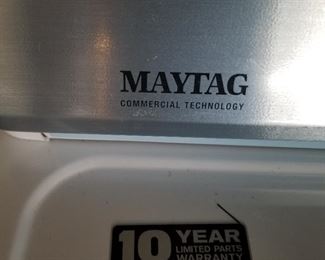 MAYTAG
COMMERCIAL TECHNOLOGY
10 YEAR
LIMITED PARTS
WARRANTY